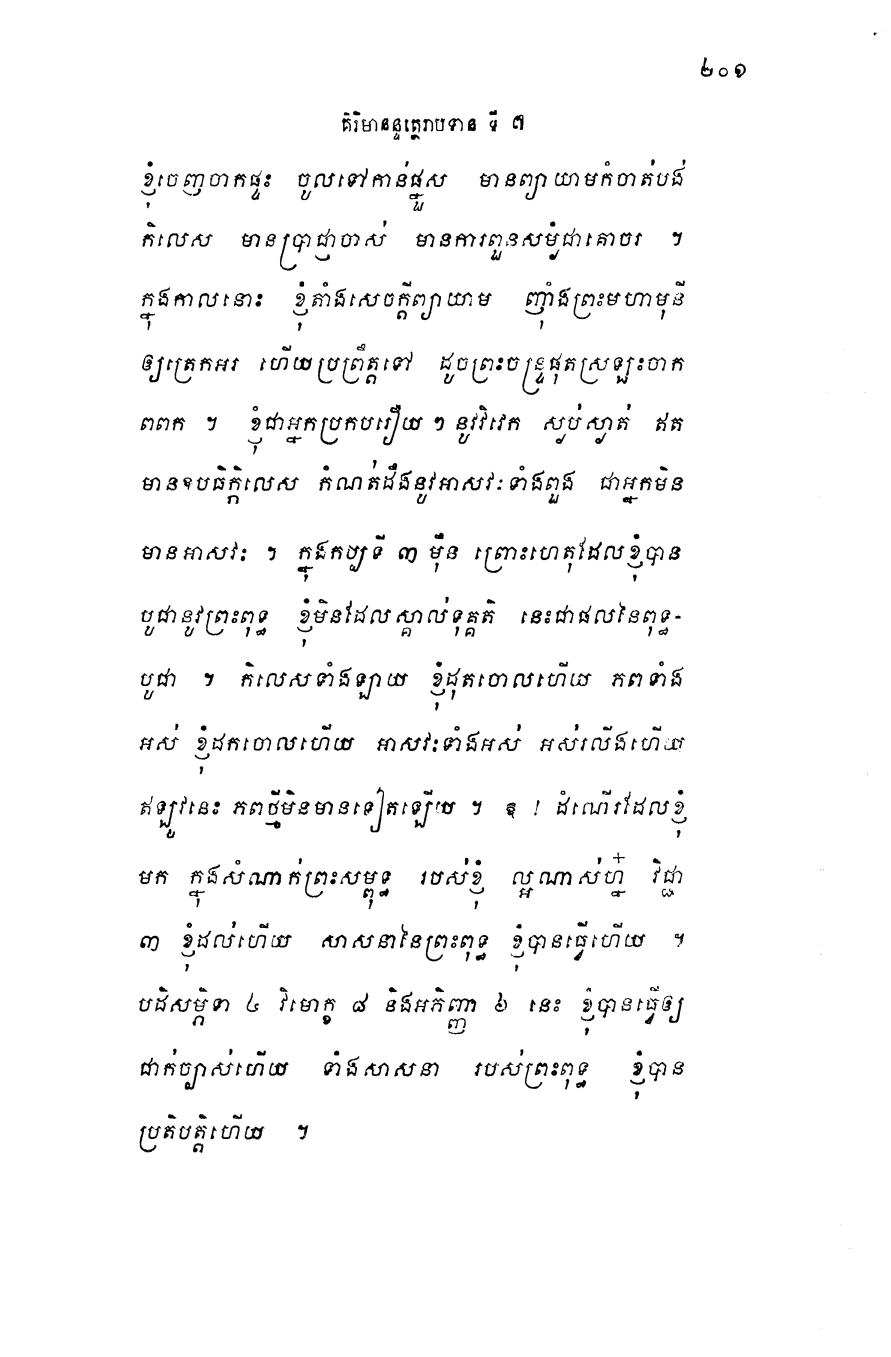 ២០១
គិរិមានន្ទត្ថេរាបទាន ទី ៧
ខ្ញុំចេញចាកផ្ទះ ចូលទៅកាន់ផ្នួស មានព្យាយាមកំចាត់បង់
កិលេស មានប្រាជ្ញាចាស់ មានការពួនសម្ងំជាគោចរ ។
ក្នុងកាលនោះ ខ្ញុំតាំងសេចក្តីព្យាយាម ញ៉ាំងព្រះមហាមុនី
ឲ្យត្រេកអរ ហើយប្រព្រឹត្តទៅ ដូចព្រះចន្ទ្រផុតស្រឡះចាក
ពពក ។ ខ្ញុំជាអ្នកប្រកបរឿយ ៗ នូវវិវេក ស្ងប់ស្ងាត់ ឥត
មានឧបធិក្កិលេស កំណត់ដឹងនូវអាសវៈទាំងពួង ជាអ្នកមិន
មានអាសវៈ ។ ក្នុងកប្បទី ៣ ម៉ឺន ព្រោះហេតុដែលខ្ញុំបាន
បូជានូវព្រះពុទ្ធ ខ្ញុំមិនដែលស្គាល់ទុគ្គតិ នេះជាផលនៃពុទ្ធ-
បូជា ។ កិលេសទាំងឡាយ ខ្ញុំដុតចោលហើយ ភពទាំង
អស់ ខ្ញុំដកចោលហើយ អាសវៈទាំងអស់ អស់រលីងហើយ
ឥឡូវនេះ ភពថ្មីមិនមានទៀតឡើយ ។ ឱ ! ដំណើរដែលខ្ញុំ
មក ក្នុងសំណាក់ព្រះសម្ពុទ្ធ របស់ខ្ញុំ ល្អណាស់ហ្ន៎ វិជ្ជា
៣ ខ្ញុំដល់ហើយ សាសនានៃព្រះពុទ្ធ ខ្ញុំបានធ្វើហើយ ។
បដិសម្ភិទា ៤ វិមោក្ខ ៨ និងអភិញ្ញា ៦ នេះ ខ្ញុំបានធ្វើឲ្យ
ជាក់ច្បាស់ហើយ ទាំងសាសនា របស់ព្រះពុទ្ធ ខ្ញុំបាន
ប្រតិបត្តិហើយ ។